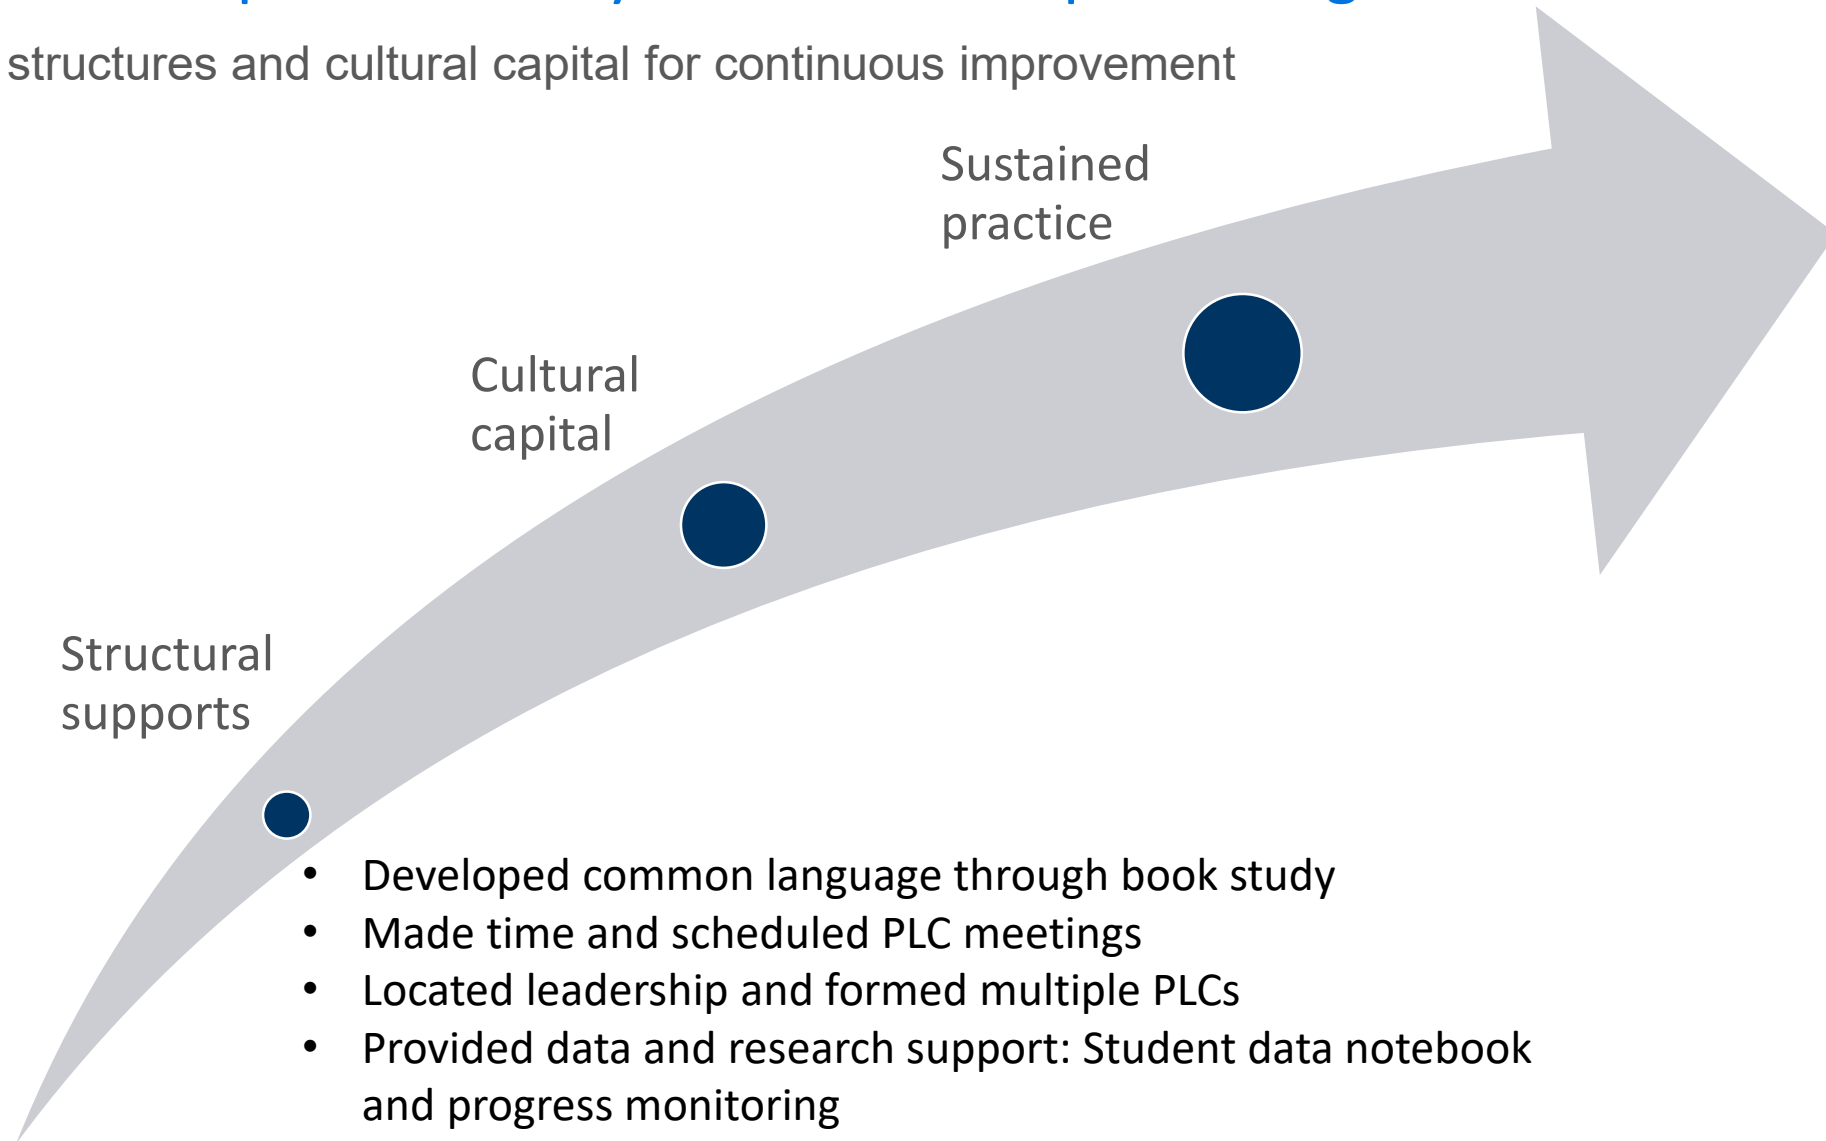 structures and cultural capital for continuous improvement
Sustained
practice
Cultural
capital
Structural
supports
• Developed common language through book study
• Made time and scheduled PLC meetings
• Located leadership and formed multiple PLCs
• Provided data and research support: Student data notebook
and progress monitoring